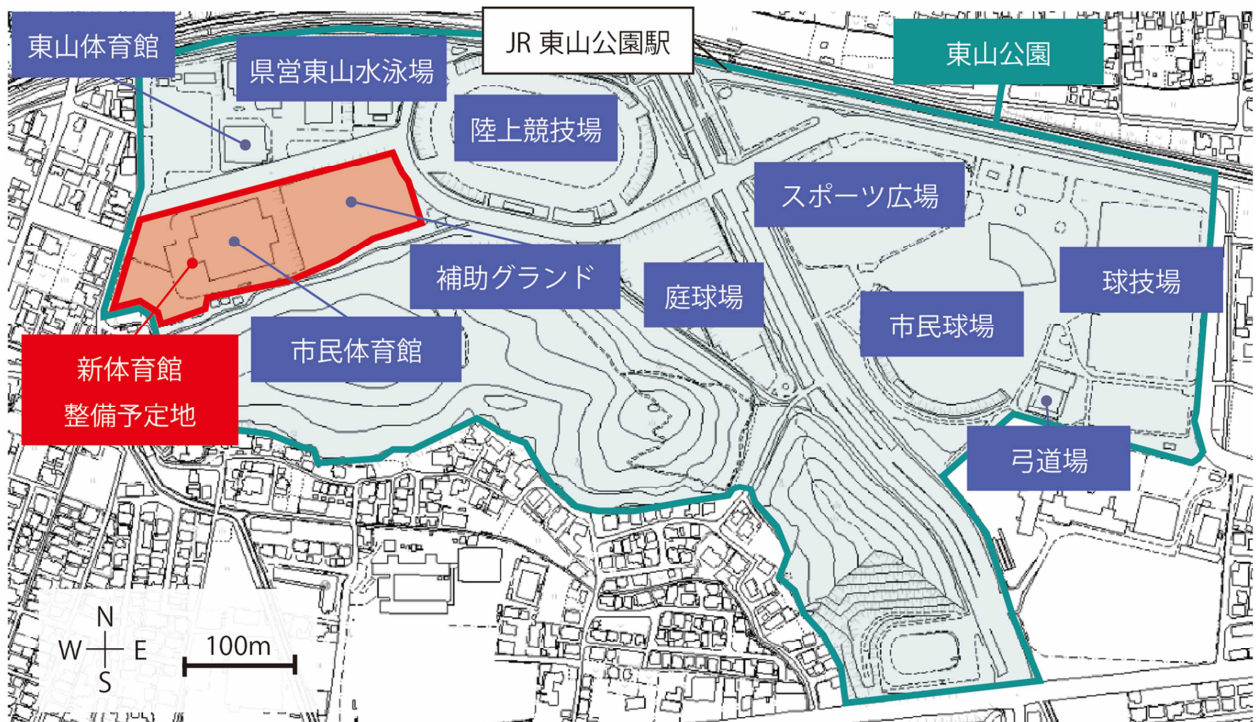 東山体育館
県営東山水泳場
JR 東山公園駅
東山公園
陸上競技場
スポーツ広場
補助グランド
庭球場
球技場
市民球場
市民体育館
新体育館
整備予定地
弓道場
N
W E
S
100m